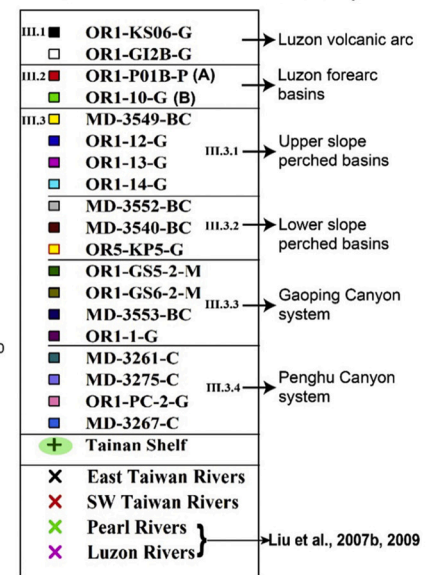 III.1 OR1-KS06-G
OR1-GI2B-G
Luzon volcanic arc
III.2 OR1-P01B-P (A)
OR1-10-G (B)
Luzon forearc
basins
III.3 MD-3549-BC
OR1-12-G
OR1-13-G
OR1-14-G
III.3.1
Upper slope
perched basins
MD-3552-BC
MD-3540-BC
OR5-KP5-G
III.3.2
Lower slope
perched basins
OR1-GS5-2-M
OR1-GS6-2-M
MD-3553-BC
OR1-1-G
III.3.3
Gaoping Canyon
system
MD-3261-C
MD-3275-C
OR1-PC-2-G
MD-3267-C
III.3.4
Penghu Canyon
system
Tainan Shelf
East Taiwan Rivers
SW Taiwan Rivers
Pearl Rivers
Luzon Rivers
Liu et al., 2007b, 2009